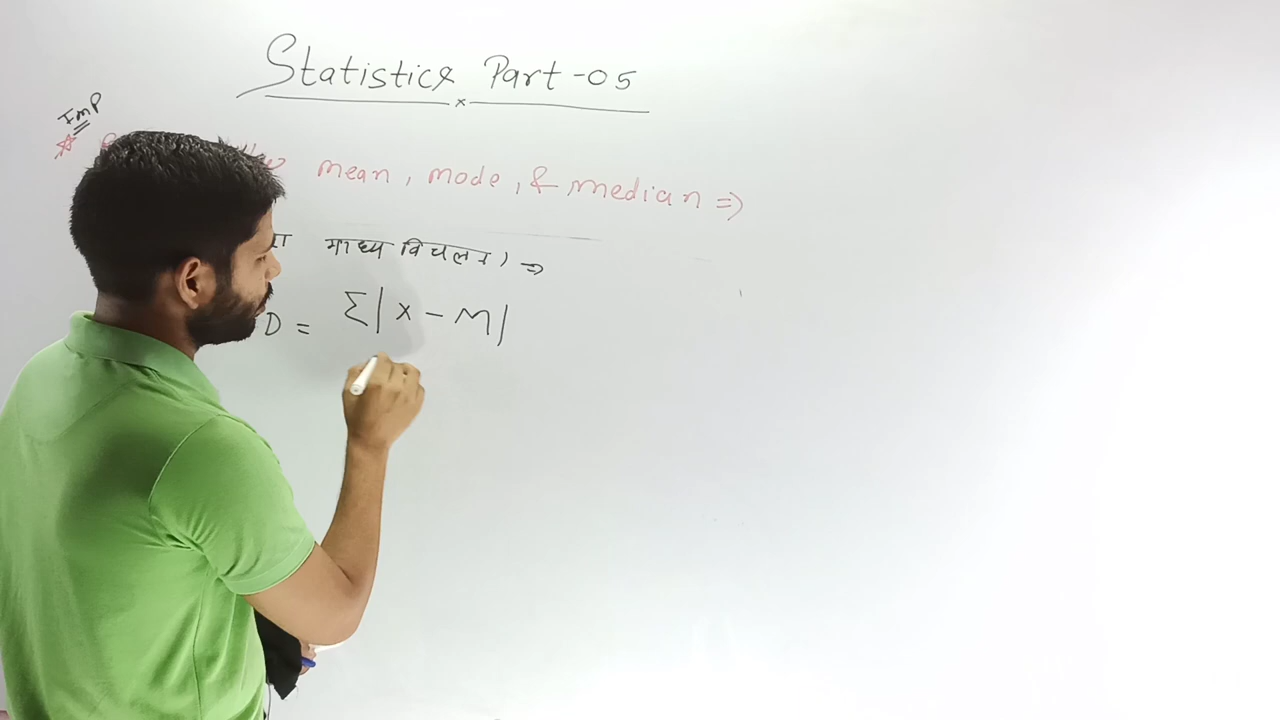 Statistics Part-05
Imp
mean, mode, & median ⇒
माध्य विचलन) ⇒
D = Σ|x - M|